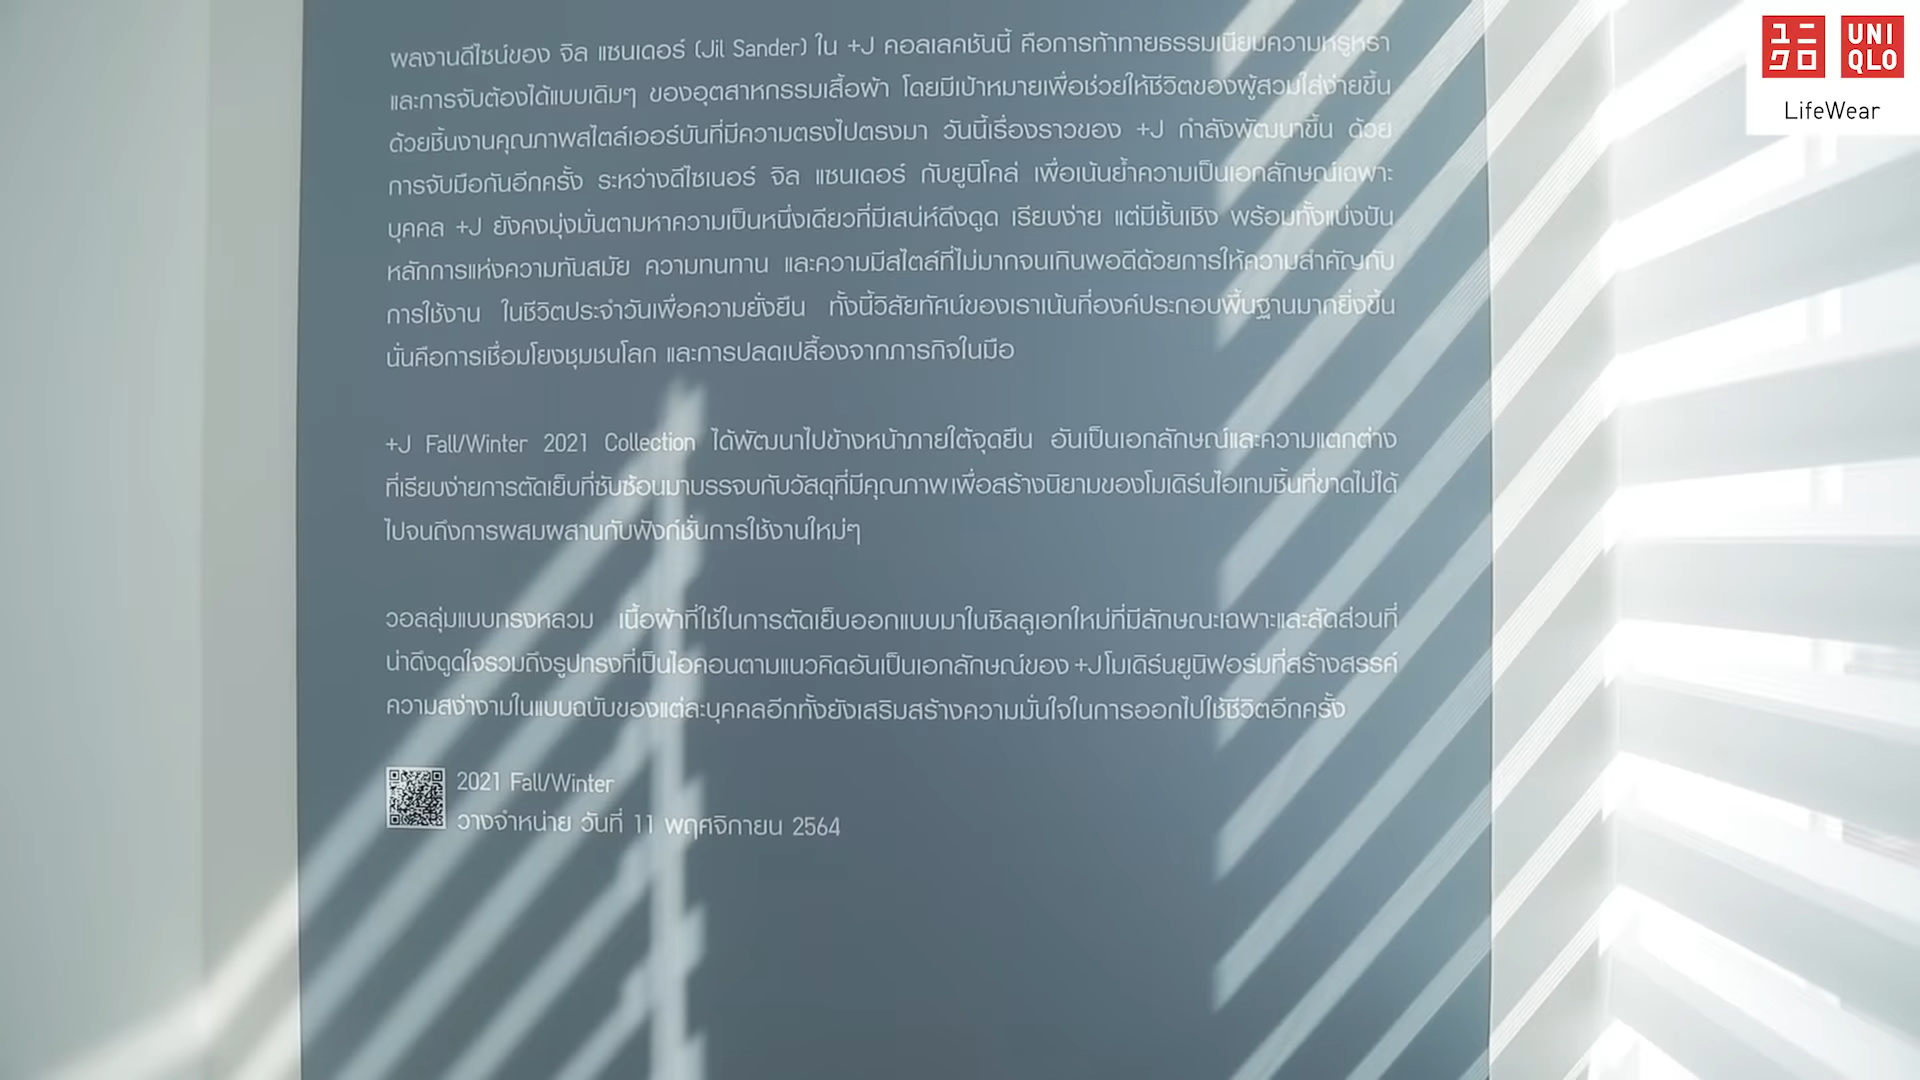 ผลงานดีไซน์ของ จิล แซนเดอร์ (Jil Sander) ใน +J คอลเลคชันนี้ คือการท้าทายธรรมเนียมความหรูหรา
และการจับต้องได้แบบเดิมๆ ของอุตสาหกรรมเสื้อผ้า โดยมีเป้าหมายเพื่อช่วยให้ชีวิตของผู้สวมใส่ง่ายขึ้น
ด้วยชิ้นงานคุณภาพสไตล์เออร์บันที่มีความตรงไปตรงมา วันนี้เรื่องราวของ +J กำลังพัฒนาขึ้น ด้วย
การจับมือกันอีกครั้ง ระหว่างดีไซเนอร์ จิล แซนเดอร์ กับยูนิโคล่ เพื่อเน้นย้ำความเป็นเอกลักษณ์เฉพาะ
บุคคล +J ยังคงมุ่งมั่นตามหาความเป็นหนึ่งเดียวที่มีเสน่ห์ดึงดูด เรียบง่าย แต่มีชั้นเชิง พร้อมทั้งแบ่งปัน
หลักการแห่งความทันสมัย ความทนทาน และความมีสไตล์ที่ไม่มากจนเกินพอดีด้วยการให้ความสำคัญกับ
การใช้งาน ในชีวิตประจำวันเพื่อความยั่งยืน ทั้งนี้วิสัยทัศน์ของเราเน้นที่องค์ประกอบพื้นฐานมากยิ่งขึ้น
นั่นคือการเชื่อมโยงชุมชนโลก และการปลดเปลื้องจากภารกิจในมือ
+J Fall/Winter 2021 Collection ได้พัฒนาไปข้างหน้าภายใต้จุดยืน อันเป็นเอกลักษณ์และความแตกต่าง
ที่เรียบง่ายการตัดเย็บที่ซับซ้อนมาบรรจบกับวัสดุที่มีคุณภาพเพื่อสร้างนิยามของโมเดิร์นไอเทมชิ้นที่ขาดไม่ได้
ไปจนถึงการผสมผสานกับฟังก์ชั่นการใช้งานใหม่ๆ
วอลลุ่มแบบทรงหลวม เนื้อผ้าที่ใช้ในการตัดเย็บออกแบบมาในซิลลูเอทใหม่ที่มีลักษณะเฉพาะและสัดส่วนที่
น่าดึงดูดใจรวมถึงรูปทรงที่เป็นไอคอนตามแนวคิดอันเป็นเอกลักษณ์ของ +J โมเดิร์นยูนิฟอร์มที่สร้างสรรค์
ความสง่างามในแบบฉบับของแต่ละบุคคลอีกทั้งยังเสริมสร้างความมั่นใจในการออกไปใช้ชีวิตอีกครั้ง
2021 Fall/Winter
วางจำหน่าย วันที่ 11 พฤศจิกายน 2564
ユニクロ UNIQLO
LifeWear